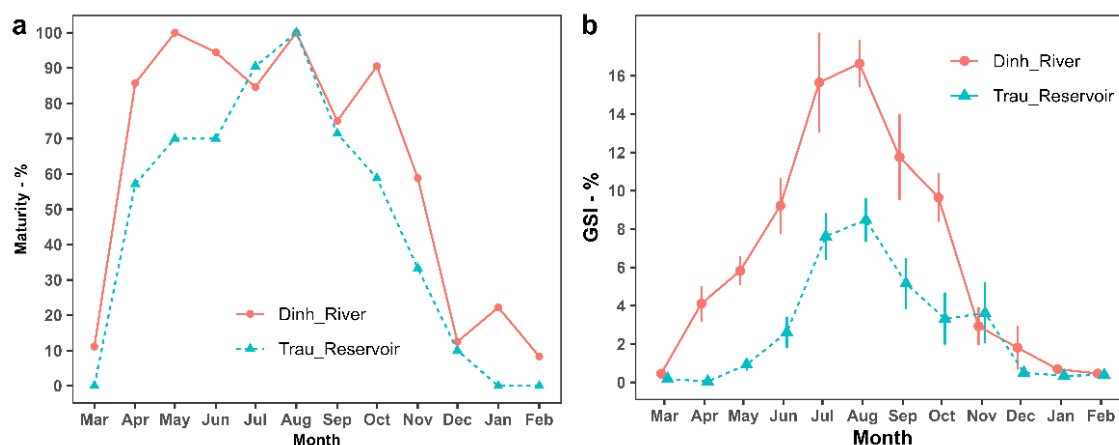 a
Maturity - %
100
90
80
70
60
50
40
30
20
10
0
Dinh_River
Trau_Reservoir
Mar Apr May Jun Jul Aug Sep Oct Nov Dec Jan Feb
Month
b
GSI - %
16
14
12
10
8
6
4
2
0
Dinh_River
Trau_Reservoir
Mar Apr May Jun Jul Aug Sep Oct Nov Dec Jan Feb
Month